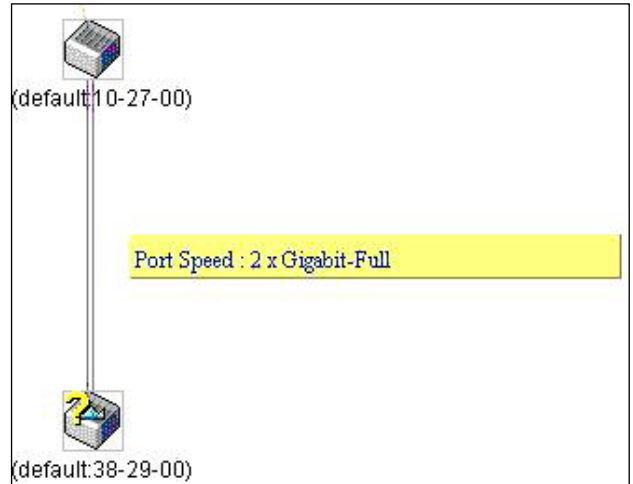 (default:10-27-00)
Port Speed : 2 x Gigabit-Full
?
(default:38-29-00)